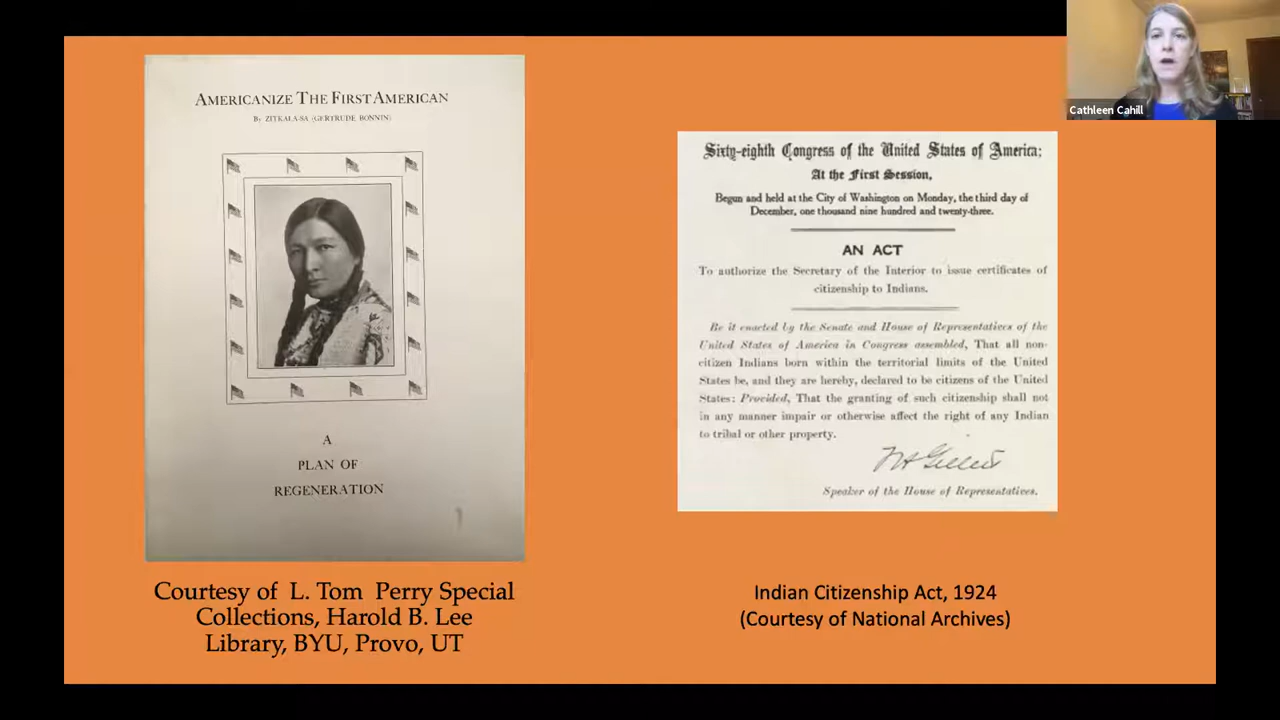 AMERICANIZE THE FIRST AMERICAN
BY ZITKALA-SA (GERTRUDE BONNIN)
A
PLAN OF
REGENERATION
Courtesy of L. Tom Perry Special
Collections, Harold B. Lee
Library, BYU, Provo, UT
Cathleen Cahill
Sixty-eighth Congress of the United States of America;
At the First Session,
Begun and held at the City of Washington on Monday, the third day of
December, one thousand nine hundred and twenty-three.
AN ACT
To authorize the Secretary of the Interior to issue certificates of
citizenship to Indians.
Be it enacted by the Senate and House of Representatives of the
United States of America in Congress assembled, That all non-
citizen Indians born within the territorial limits of the United
States be, and they are hereby, declared to be citizens of the United
States: Provided, That the granting of such citizenship shall not
in any manner impair or otherwise affect the right of any Indian
to tribal or other property.
Speaker of the House of Representatives.
Indian Citizenship Act, 1924
(Courtesy of National Archives)